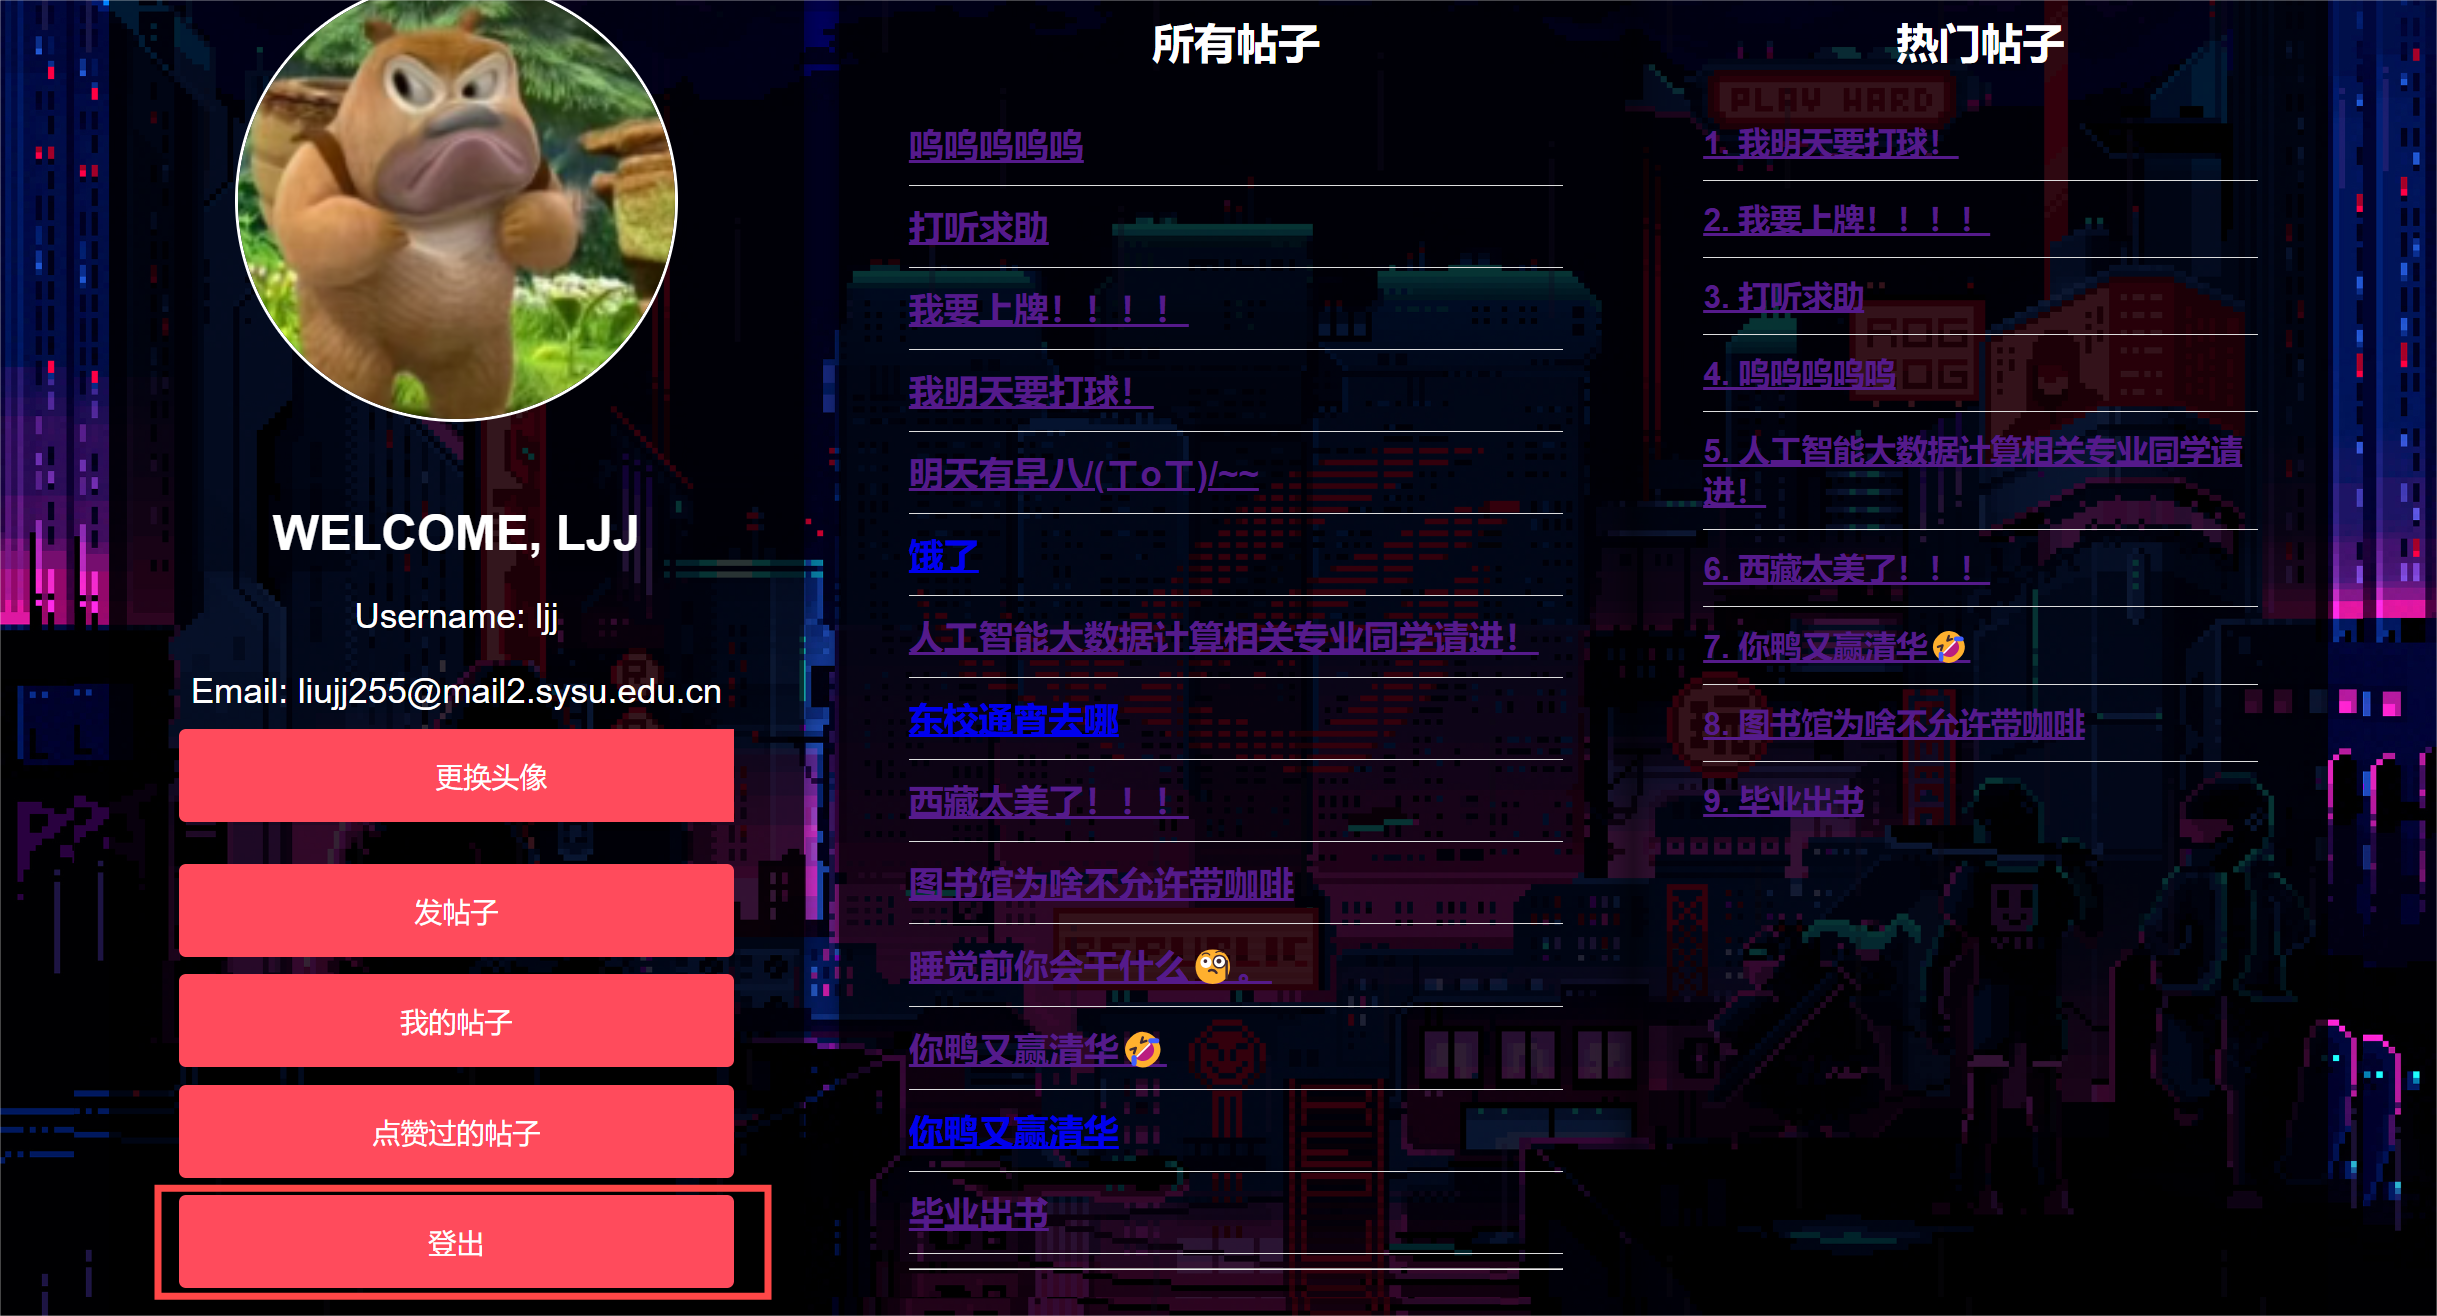 WELCOME, LJJ
Username: ljj
Email: liujj255@mail2.sysu.edu.cn
更换头像
发帖子
我的帖子
点赞过的帖子
登出
所有帖子
呜呜呜呜呜
打听求助
我要上牌！！！！
我明天要打球！
明天有早八/(ㄒoㄒ)/~~
饿了
人工智能大数据计算相关专业同学请进！
东校通宵去哪
西藏太美了！！！
图书馆为啥不允许带咖啡
睡觉前你会干什么🧐。
你鸭又赢清华🤣
你鸭又赢清华
毕业出书
热门帖子
PLAY HARD
1. 我明天要打球！
2. 我要上牌！！！！
3. 打听求助
4. 呜呜呜呜呜
5. 人工智能大数据计算相关专业同学请
进！
6. 西藏太美了！！！
7. 你鸭又赢清华🤣
8. 图书馆为啥不允许带咖啡
9. 毕业出书